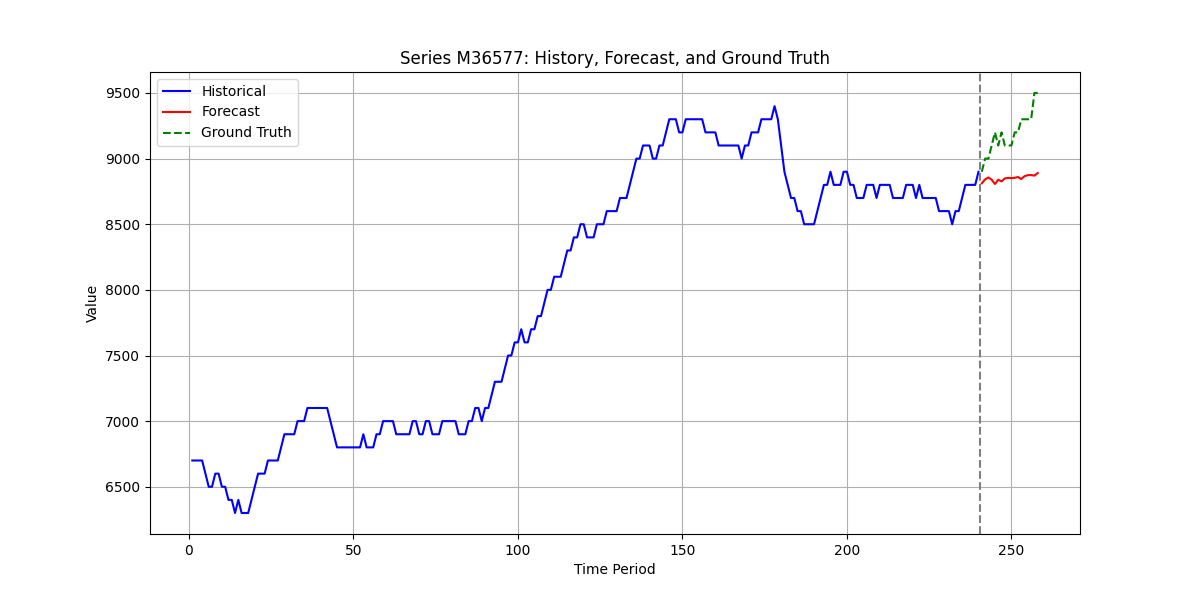 Series M36577: History, Forecast, and Ground Truth
Historical
Forecast
Ground Truth
Value
9500
9000
8500
8000
7500
7000
6500
0 50 100 150 200 250
Time Period